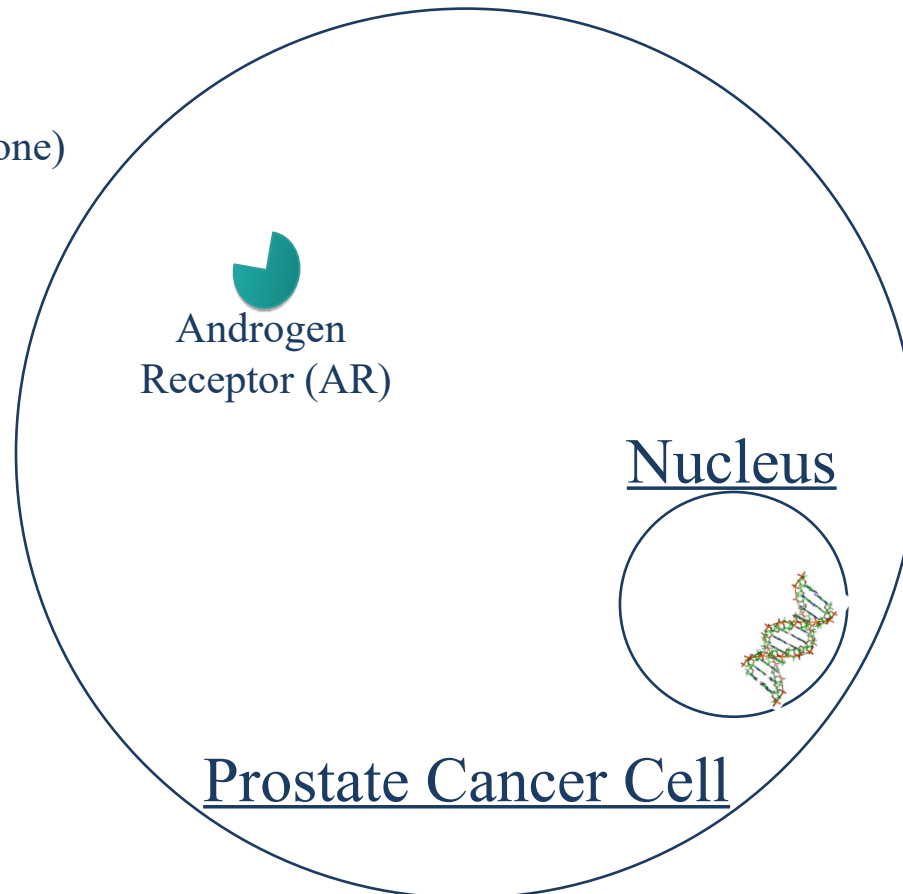 one)
Androgen
Receptor (AR)
Nucleus
Prostate Cancer Cell